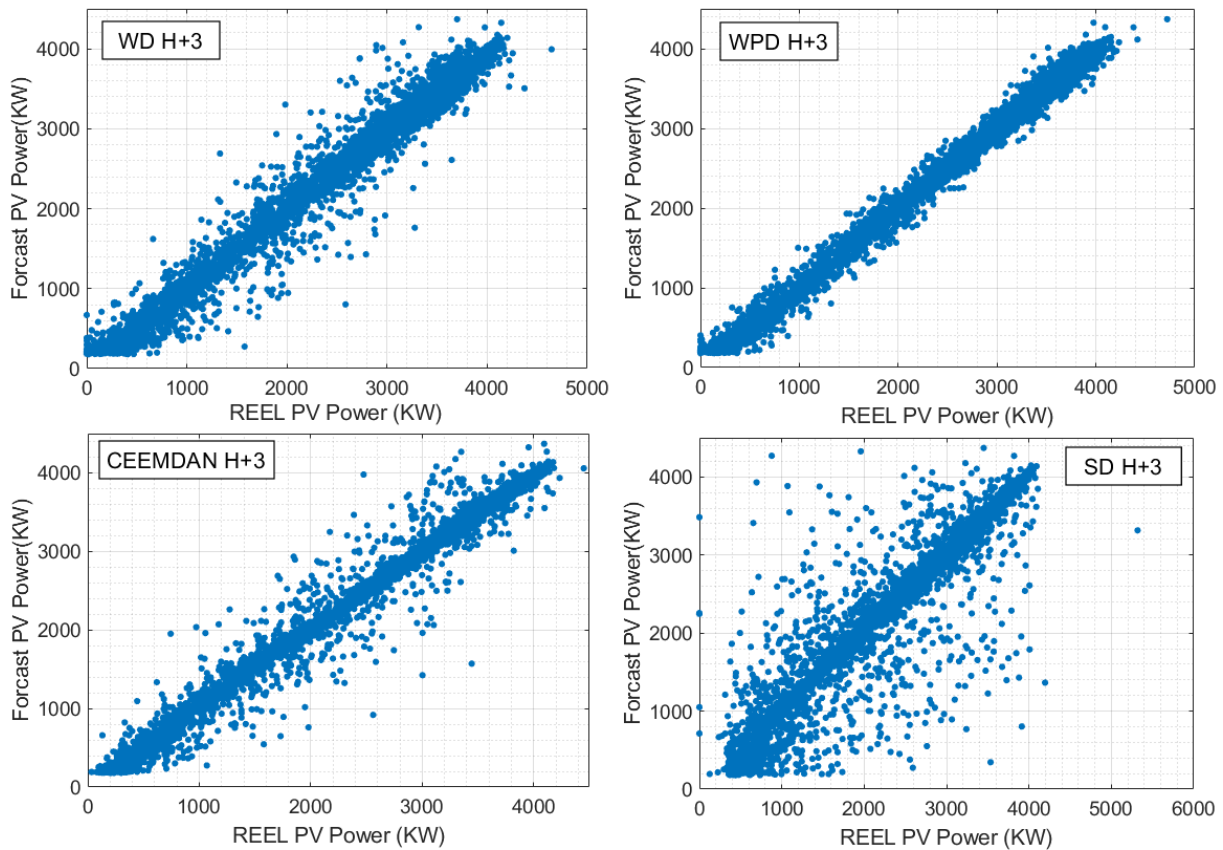 WD H+3
4000
3000
2000
1000
0
Forcast PV Power(KW)
0 1000 2000 3000 4000 5000
REEL PV Power (KW)
WPD H+3
4000
3000
2000
1000
0
Forcast PV Power(KW)
0 1000 2000 3000 4000 5000
REEL PV Power (KW)
CEEMDAN H+3
4000
3000
2000
1000
0
Forcast PV Power(KW)
0 1000 2000 3000 4000
REEL PV Power (KW)
SD H+3
4000
3000
2000
1000
0
Forcast PV Power(KW)
0 1000 2000 3000 4000 5000 6000
REEL PV Power (KW)